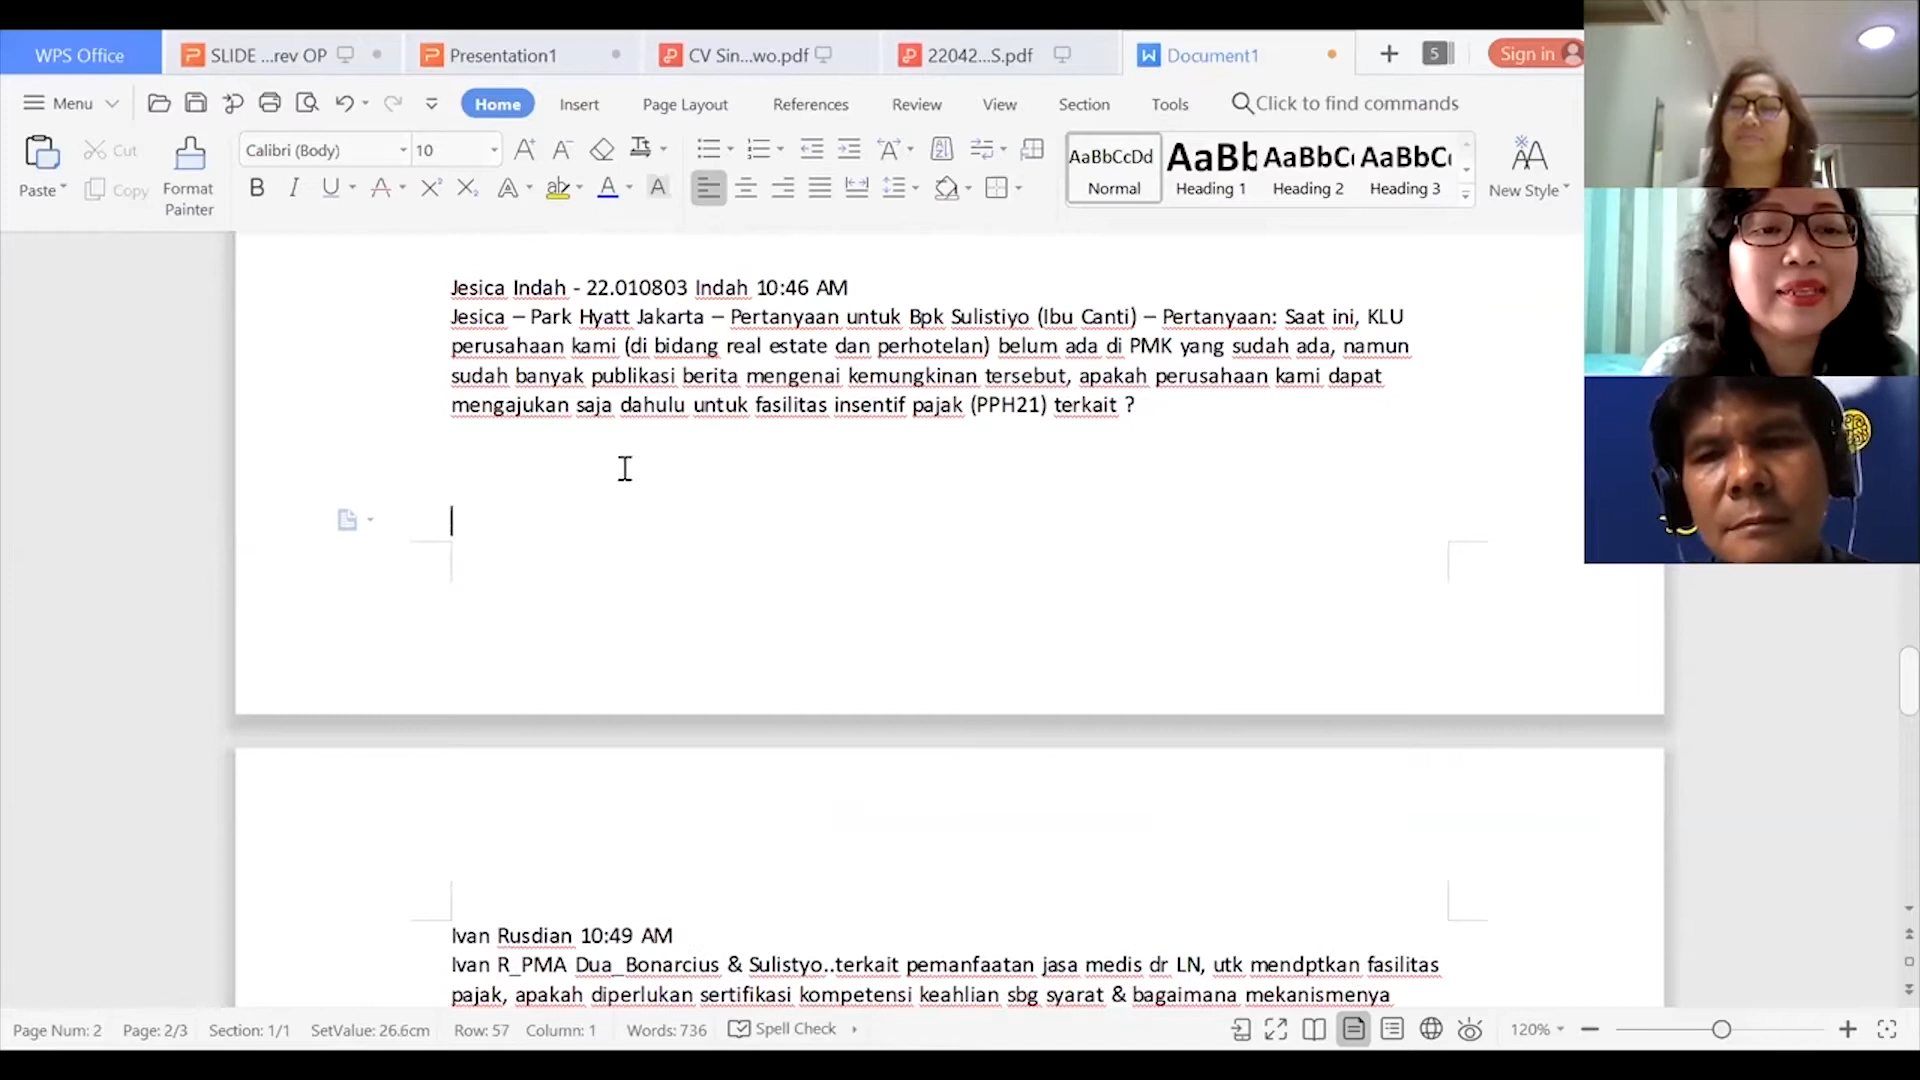 WPS Office
SLIDE ...rev OP
Presentation1
CV Sin...wo.pdf
22042...S.pdf
Document1
5
Sign in
Menu
Home
Insert
Page Layout
References
Review
View
Section
Tools
Click to find commands
Paste
Cut
Copy
Format
Painter
Calibri (Body)
10
AaBbCcDd
Normal
AaBb
Heading 1
AaBbC
Heading 2
AaBbC
Heading 3
New Style
Jesica Indah - 22.010803 Indah 10:46 AM
Jesica – Park Hyatt Jakarta – Pertanyaan untuk Bpk Sulistiyo (Ibu Canti) – Pertanyaan: Saat ini, KLU
perusahaan kami (di bidang real estate dan perhotelan) belum ada di PMK yang sudah ada, namun
sudah banyak publikasi berita mengenai kemungkinan tersebut, apakah perusahaan kami dapat
mengajukan saja dahulu untuk fasilitas insentif pajak (PPH21) terkait ?
Ivan Rusdian 10:49 AM
Ivan R_PMA Dua_Bonarcius & Sulistyo..terkait pemanfaatan jasa medis dr LN, utk mendptkan fasilitas
pajak, apakah diperlukan sertifikasi kompetensi keahlian sbg syarat & bagaimana mekanismenya
Page Num: 2
Page: 2/3
Section: 1/1
SetValue: 26.6cm
Row: 57
Column: 1
Words: 736
Spell Check
120%